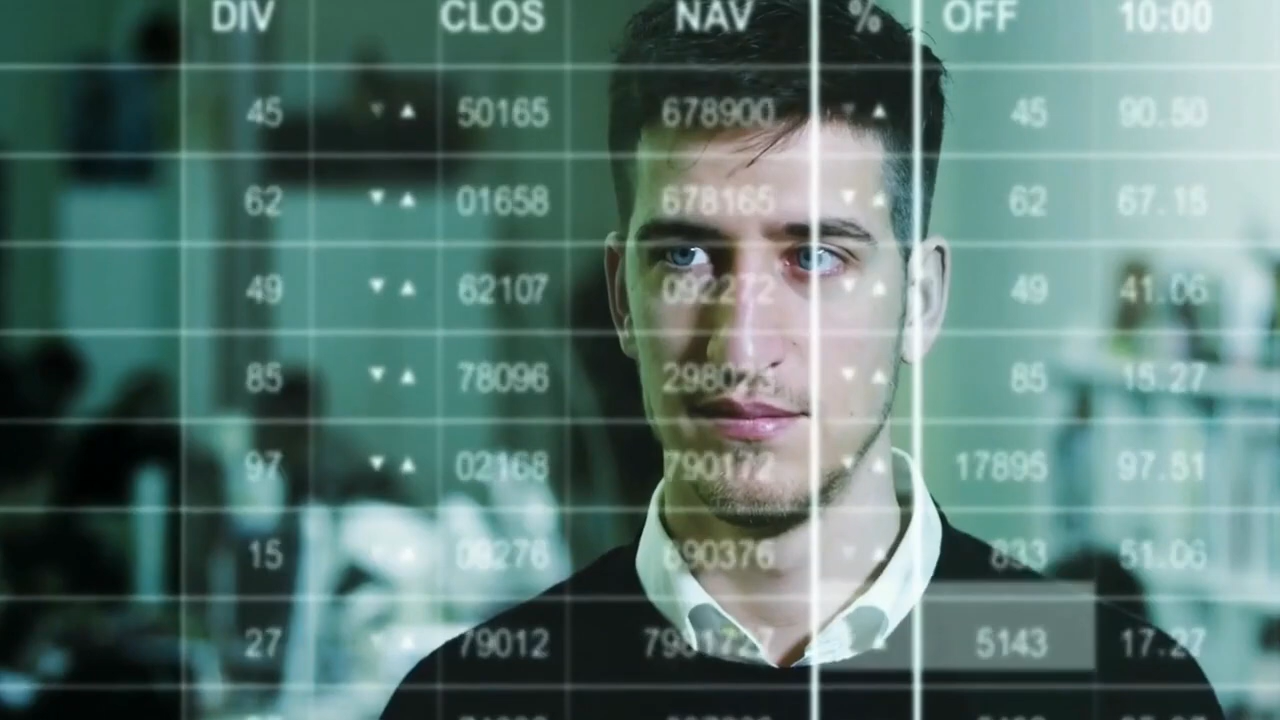 DIV CLOS NAV % OFF 10:00
45 ▼ ▲ 50165 678900 ▼ ▲ 45 90.50
62 ▼ ▲ 01658 678165 ▼ ▲ 62 67.15
49 ▼ ▲ 62107 092272 ▼ ▲ 49 41.06
85 ▼ ▲ 78096 ▼ ▲ 85 15.27
97 ▼ ▲ 02168 790172 ▼ ▲ 17895 97.51
15 ▼ ▲ 690376 ▼ ▲ 833 51.06
27 ▼ ▲ 79012 ▲ 5143 17.27